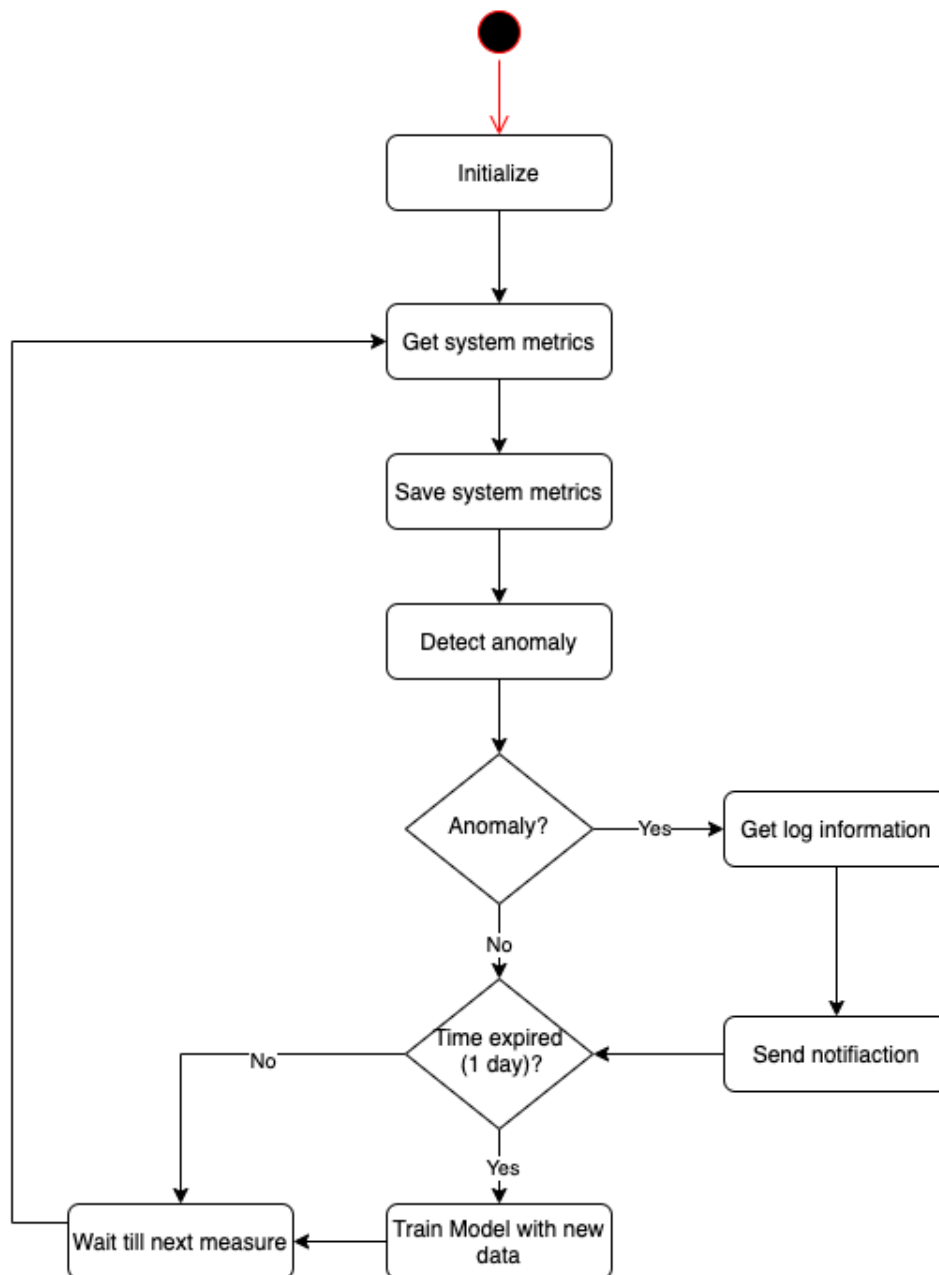 Initialize
Get system metrics
Save system metrics
Detect anomaly
Anomaly?
Yes
Get log information
No
Time expired
(1 day)?
Send notifiaction
No
Yes
Wait till next measure
Train Model with new
data